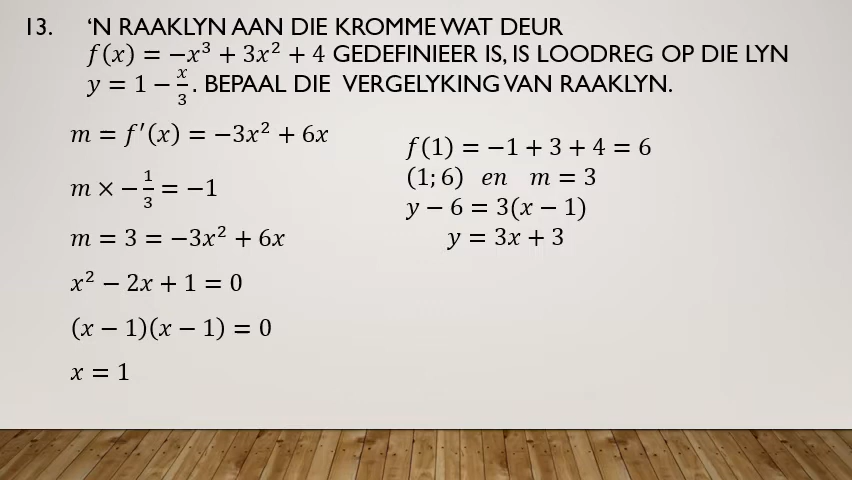 13. ‘N RAAKLYN AAN DIE KROMME WAT DEUR
f(x) = −x³ + 3x² + 4 GEDEFINIEER IS, IS LOODREG OP DIE LYN
y = 1 − x/3. BEPAAL DIE VERGELYKING VAN RAAKLYN.
m = f′(x) = −3x² + 6x
m × −1/3 = −1
m = 3 = −3x² + 6x
x² − 2x + 1 = 0
(x − 1)(x − 1) = 0
x = 1
f(1) = −1 + 3 + 4 = 6
(1; 6) en m = 3
y − 6 = 3(x − 1)
y = 3x + 3